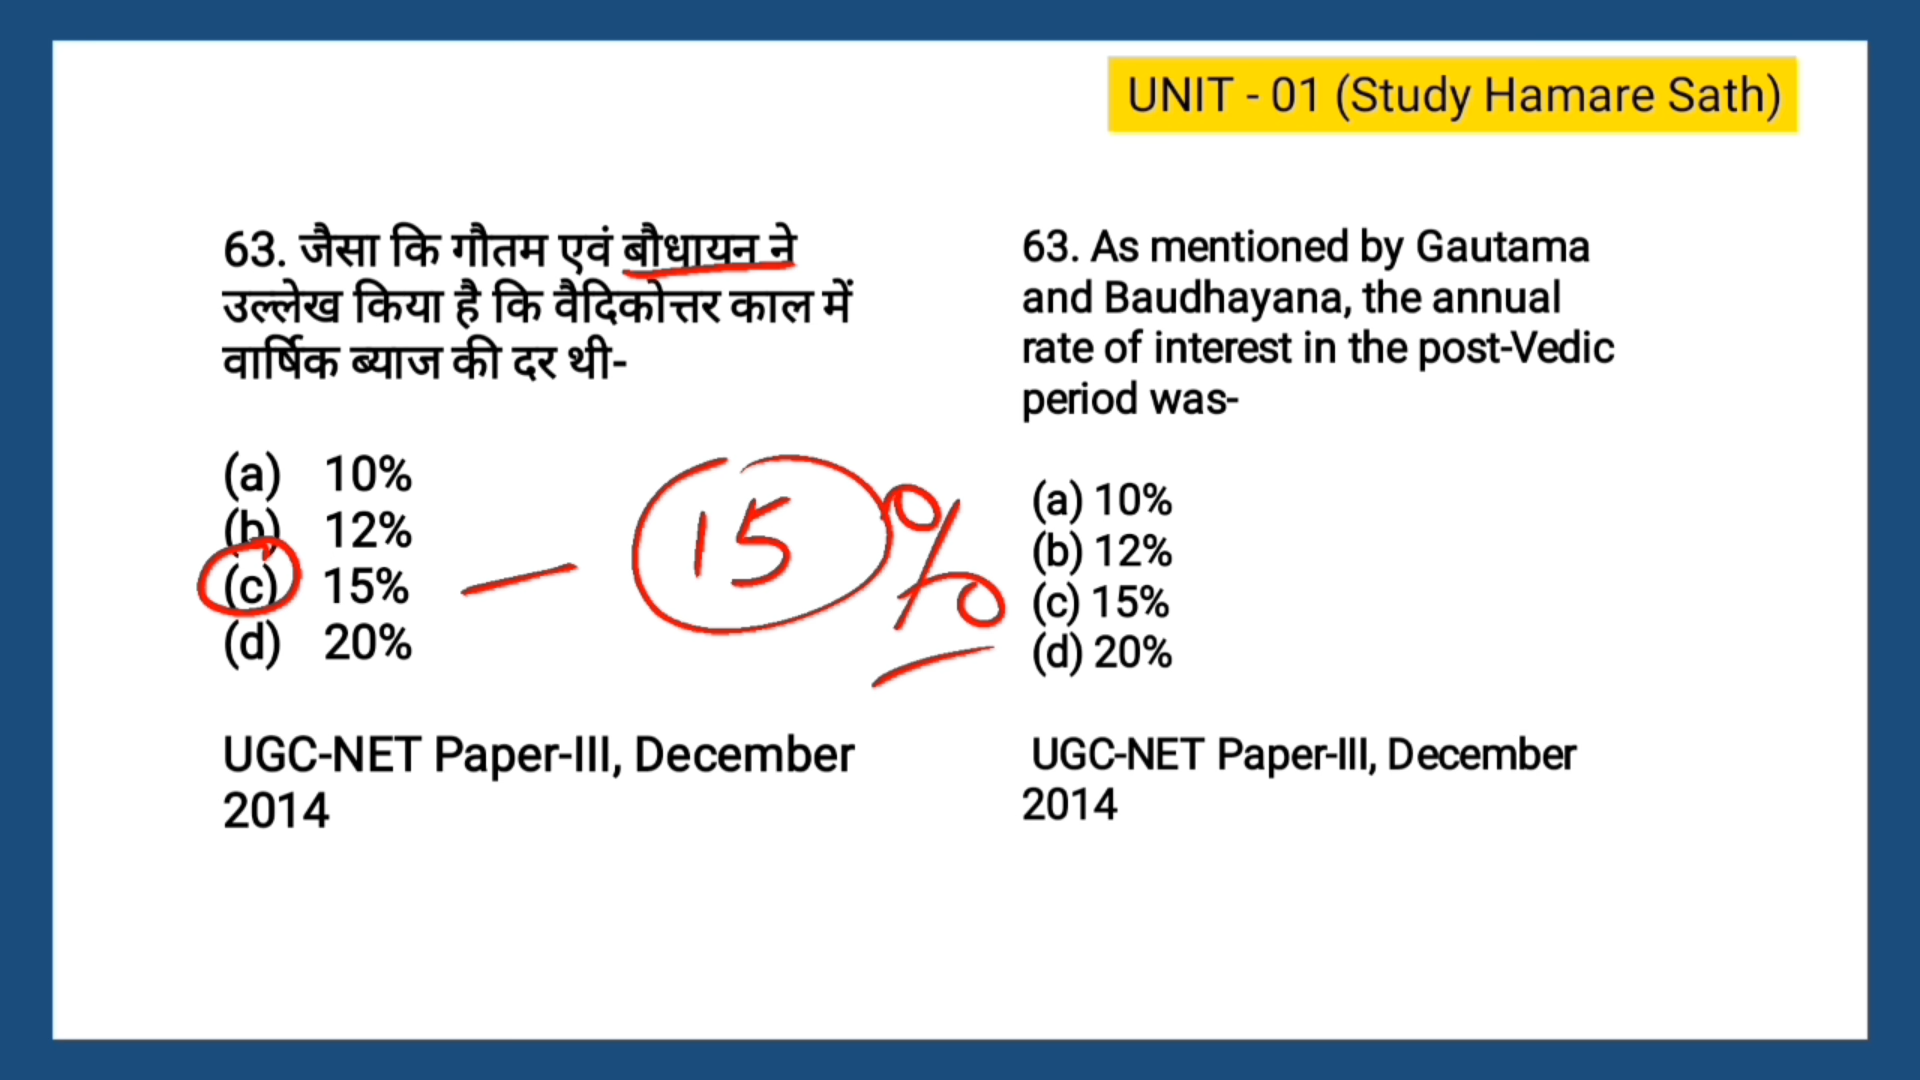 UNIT - 01 (Study Hamare Sath)
63. जैसा कि गौतम एवं बौधायन ने
उल्लेख किया है कि वैदिकोत्तर काल में
वार्षिक ब्याज की दर थी-
(a) 10%
(b) 12%
(c) 15%
(d) 20%
15%
UGC-NET Paper-III, December
2014
63. As mentioned by Gautama
and Baudhayana, the annual
rate of interest in the post-Vedic
period was-
(a) 10%
(b) 12%
(c) 15%
(d) 20%
UGC-NET Paper-III, December
2014